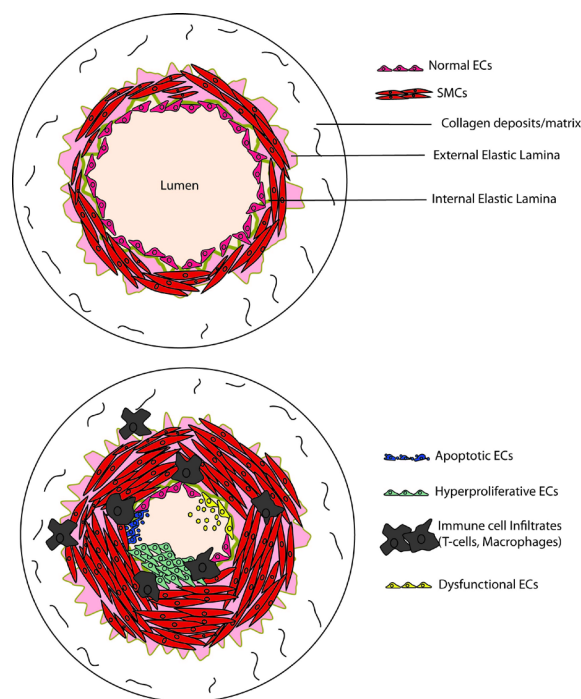 Normal ECs
SMCs
Collagen deposits/matrix
External Elastic Lamina
Lumen
Internal Elastic Lamina
Apoptotic ECs
Hyperproliferative ECs
Immune cell Infiltrates
(T-cells, Macrophages)
Dysfunctional ECs